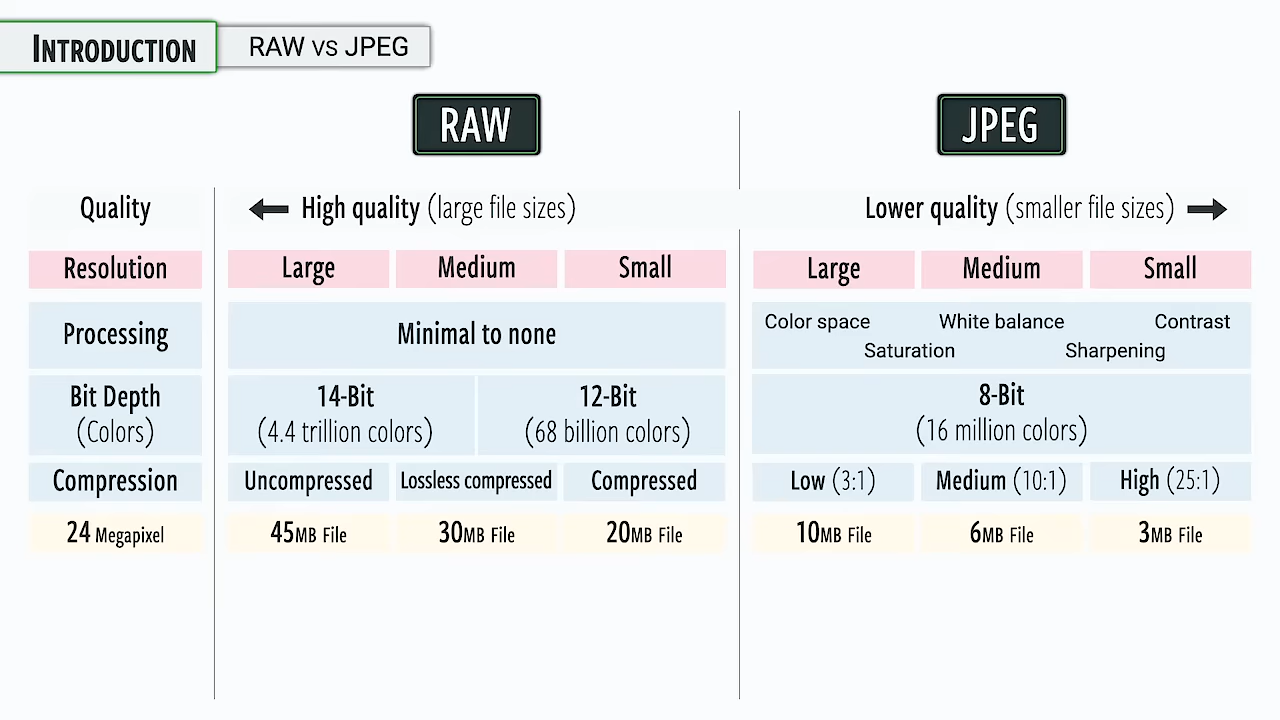 INTRODUCTION
RAW vs JPEG
RAW
JPEG
Quality
High quality (large file sizes)
Lower quality (smaller file sizes)
Resolution
Large
Medium
Small
Large
Medium
Small
Processing
Minimal to none
Color space
White balance
Contrast
Saturation
Sharpening
Bit Depth
(Colors)
14-Bit
(4.4 trillion colors)
12-Bit
(68 billion colors)
8-Bit
(16 million colors)
Compression
Uncompressed
Lossless compressed
Compressed
Low (3:1)
Medium (10:1)
High (25:1)
24 Megapixel
45MB File
30MB File
20MB File
10MB File
6MB File
3MB File